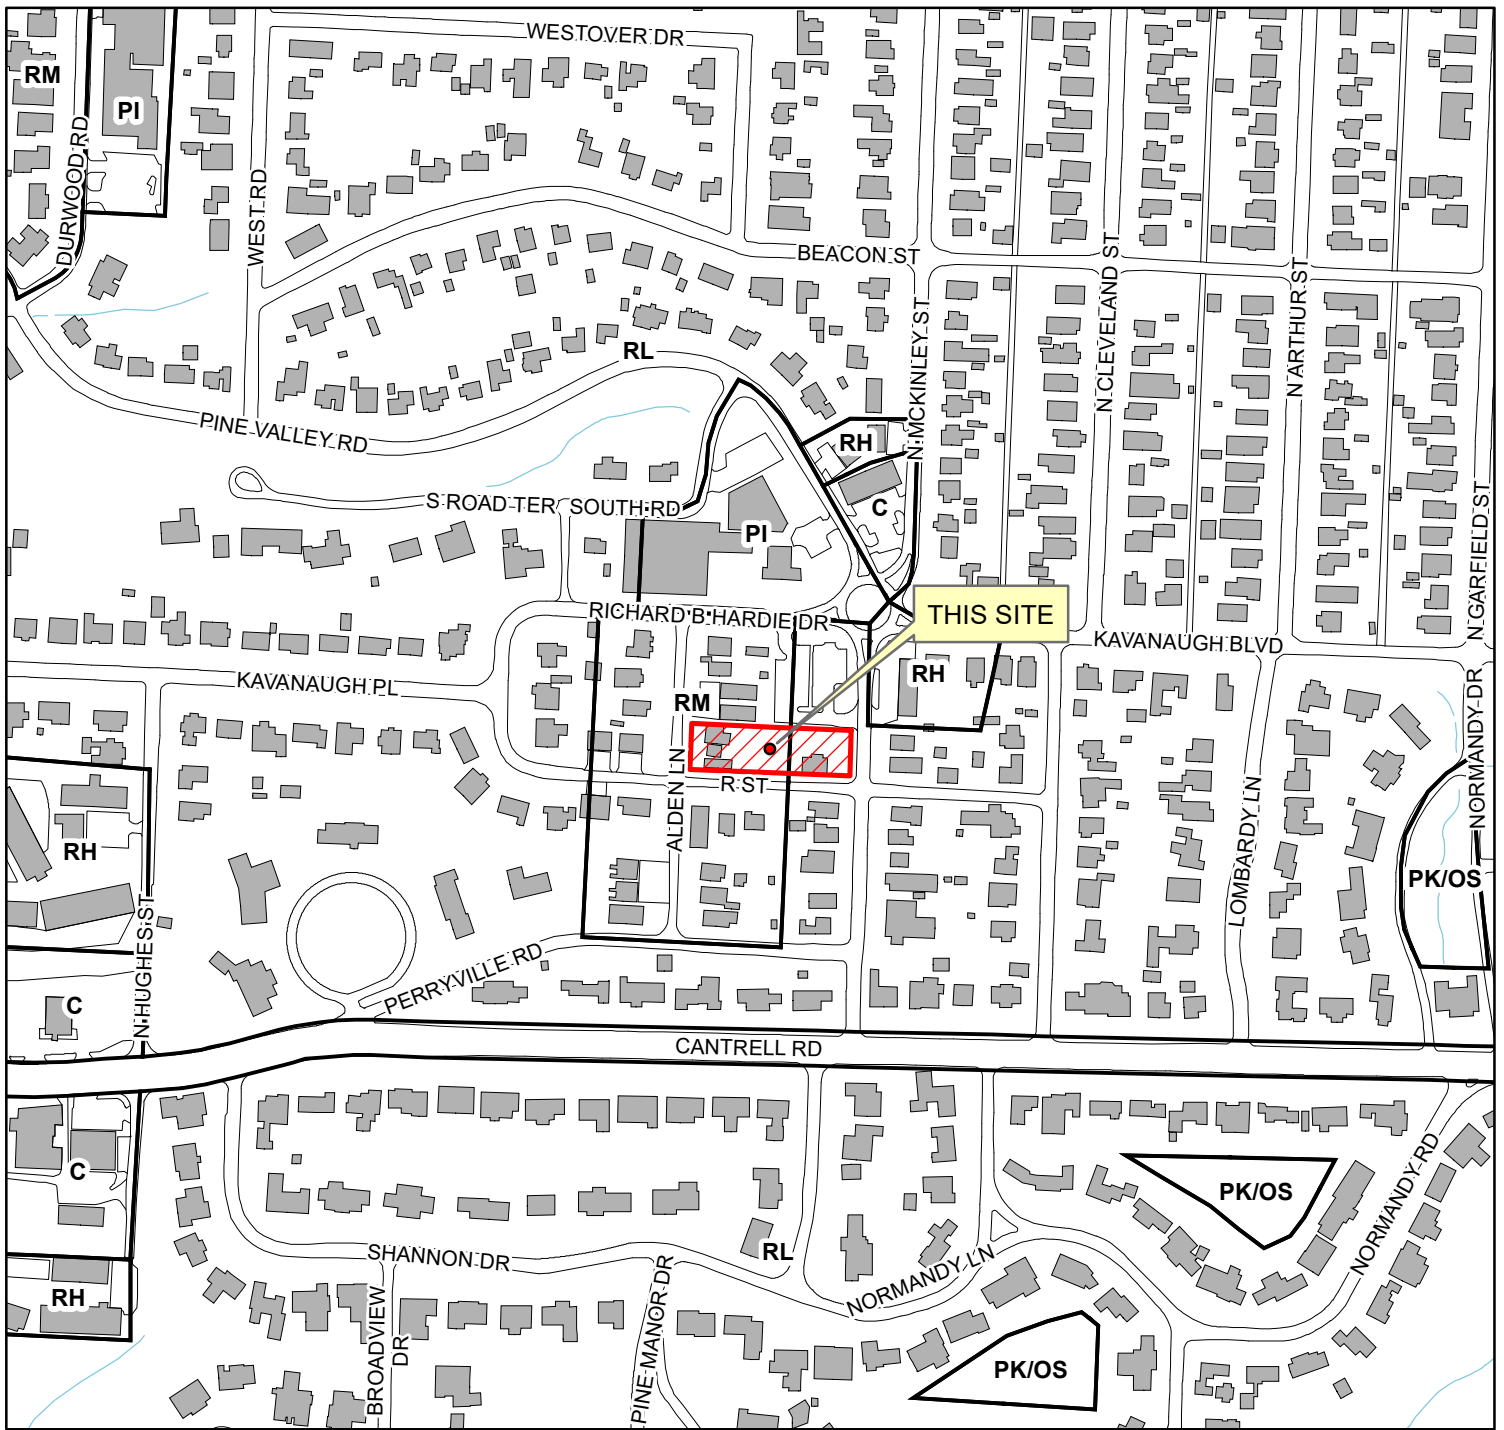 WESTOVER DR
RM
PI
DURWOOD RD
WEST RD
BEACON ST
N CLEVELAND ST
N ARTHUR ST
N MCKINLEY ST
RL
PINE VALLEY RD
RH
S ROAD TER
SOUTH RD
C
PI
N GARFIELD ST
RICHARD B HARDIE DR
THIS SITE
KAVANAUGH BLVD
KAVANAUGH PL
RM
RH
NORMANDY DR
R ST
ALDEN LN
LOMBARDY LN
RH
PK/OS
N HUGHES ST
PERRYVILLE RD
C
CANTRELL RD
C
PK/OS
NORMANDY RD
SHANNON DR
RL
NORMANDY LN
RH
BROADVIEW
DR
PINE MANOR DR
PK/OS